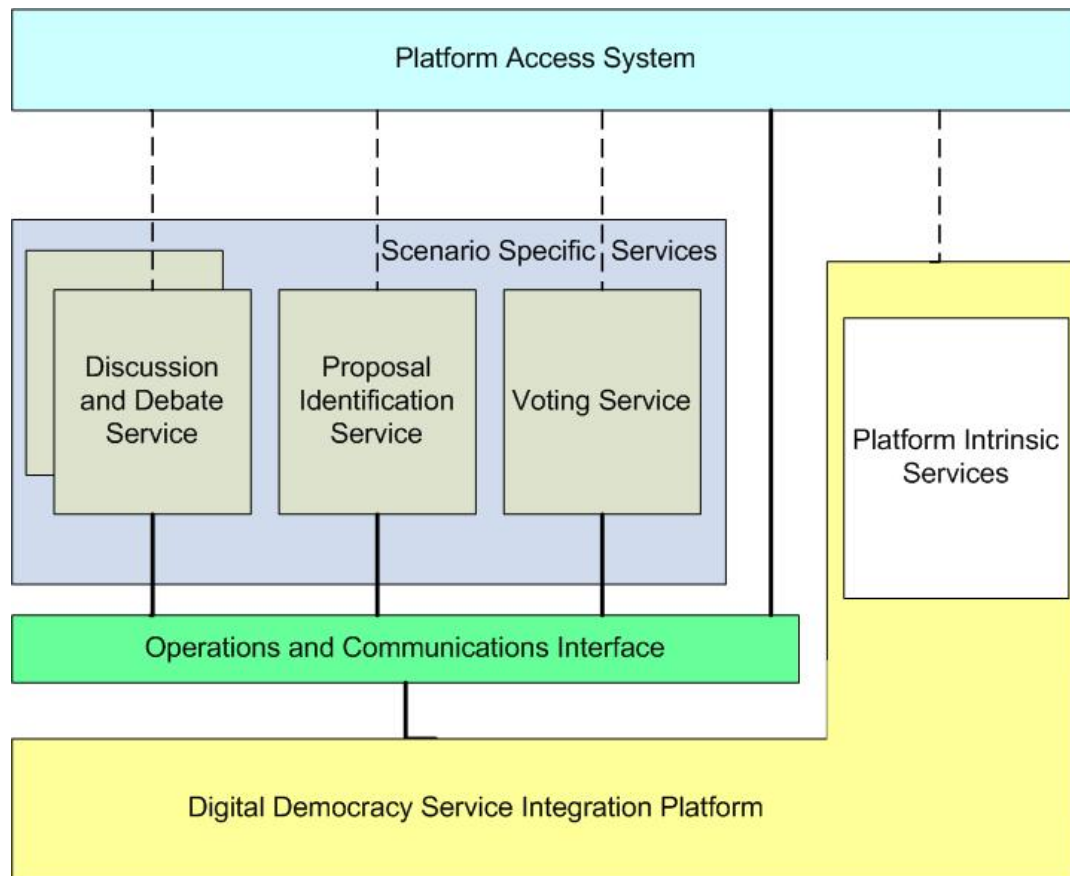 Platform Access System
Scenario Specific Services
Discussion
and Debate
Service
Proposal
Identification
Service
Voting Service
Platform Intrinsic
Services
Operations and Communications Interface
Digital Democracy Service Integration Platform